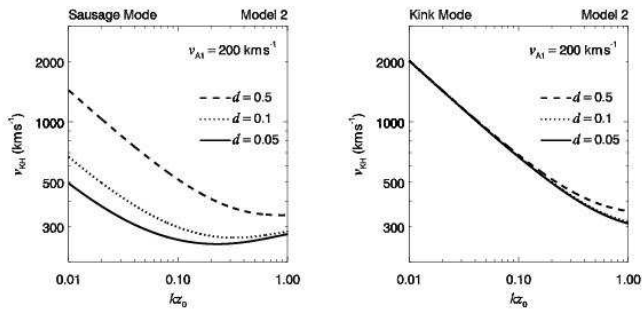 Sausage Mode Model 2
v_A1 = 200 kms⁻¹
d = 0.5
d = 0.1
d = 0.05
2000
1000
500
300
v_KH (kms⁻¹)
0.01 0.10 1.00
kz₀
Kink Mode Model 2
v_A1 = 200 kms⁻¹
d = 0.5
d = 0.1
d = 0.05
2000
1000
500
300
v_KH (kms⁻¹)
0.01 0.10 1.00
kz₀